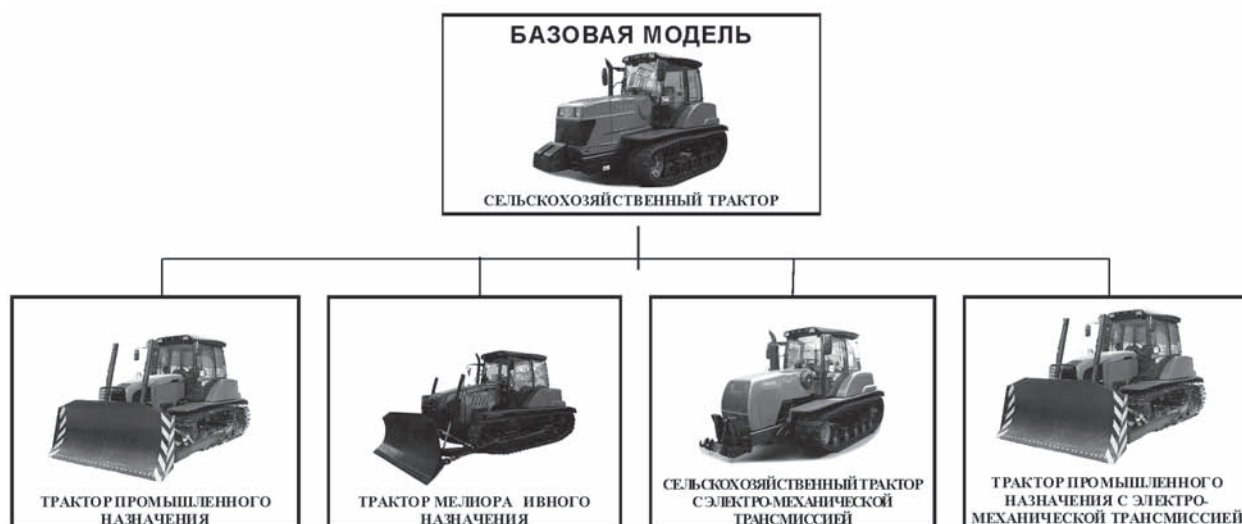 БАЗОВАЯ МОДЕЛЬ
СЕЛЬСКОХОЗЯЙСТВЕННЫЙ ТРАКТОР
ТРАКТОР ПРОМЫШЛЕННОГО
НАЗНАЧЕНИЯ
ТРАКТОР МЕЛИОРА ИВНОГО
НАЗНАЧЕНИЯ
СЕЛЬСКОХОЗЯЙСТВЕННЫЙ ТРАКТОР
С ЭЛЕКТРО-МЕХАНИЧЕСКОЙ
ТРАНСМИССИЕЙ
ТРАКТОР ПРОМЫШЛЕННОГО
НАЗНАЧЕНИЯ С ЭЛЕКТРО-
МЕХАНИЧЕСКОЙ ТРАНСМИССИЕЙ